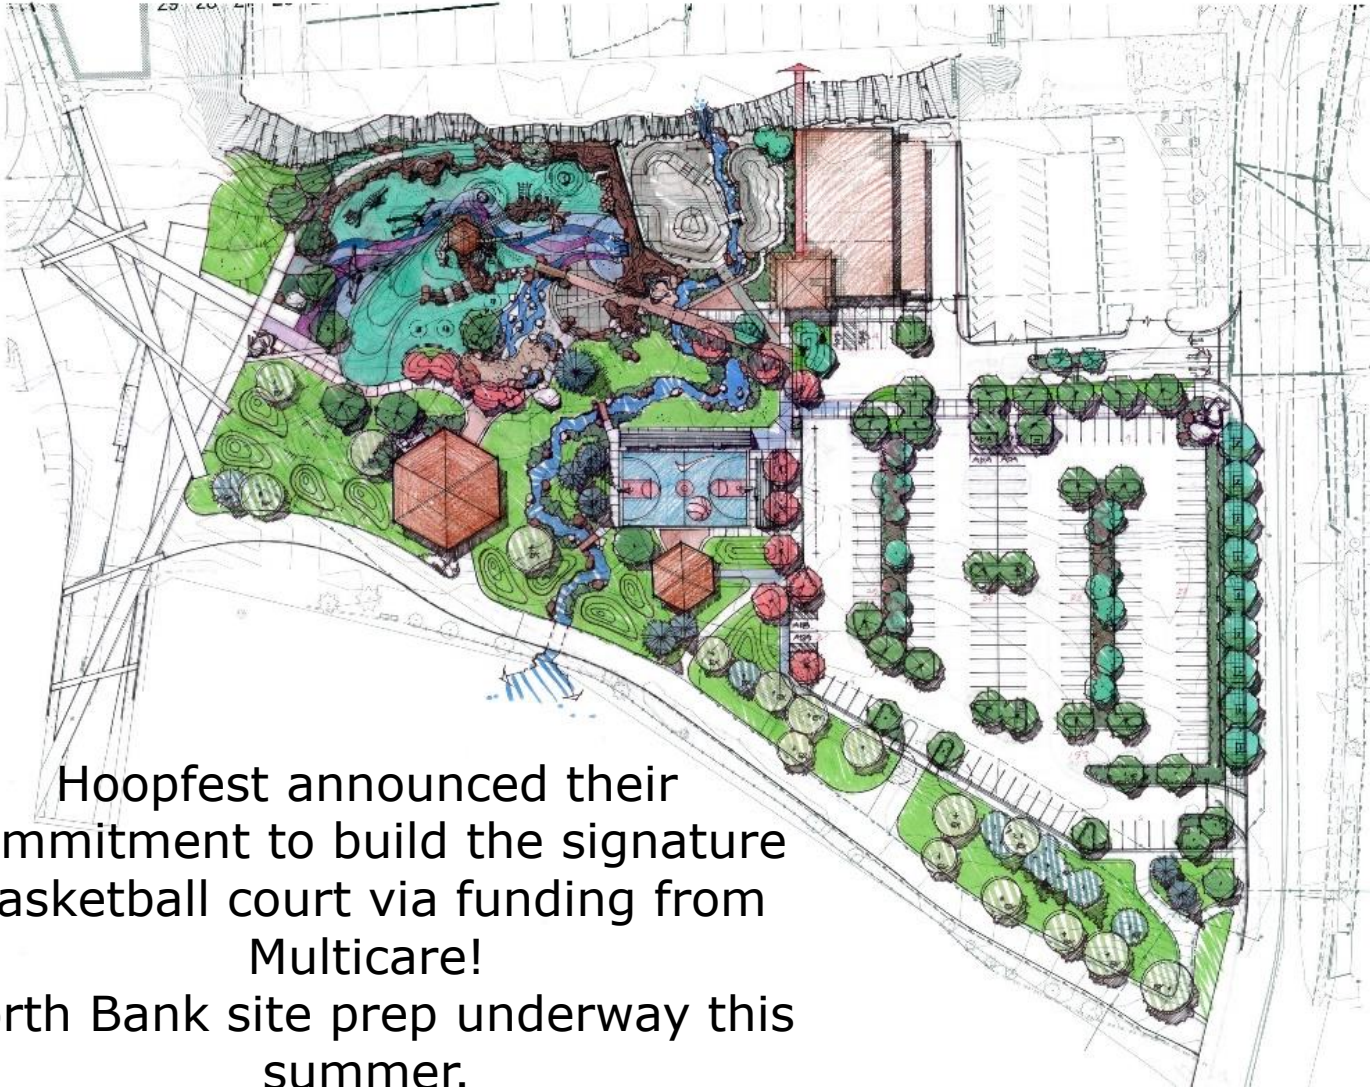 Hoopfest announced their
mmitment to build the signature
asketball court via funding from
Multicare!
rth Bank site prep underway this
summer.